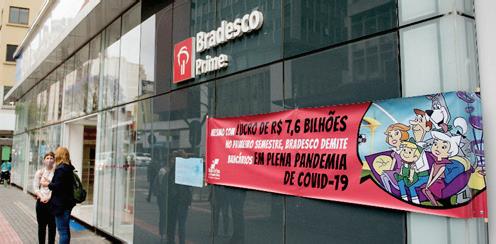 Bradesco
Prime
MESMO COM LUCRO DE R$ 7,6 BILHÕES
NO PRIMEIRO SEMESTRE, BRADESCO DEMITE
BANCÁRIOS EM PLENA PANDEMIA
DE COVID-19